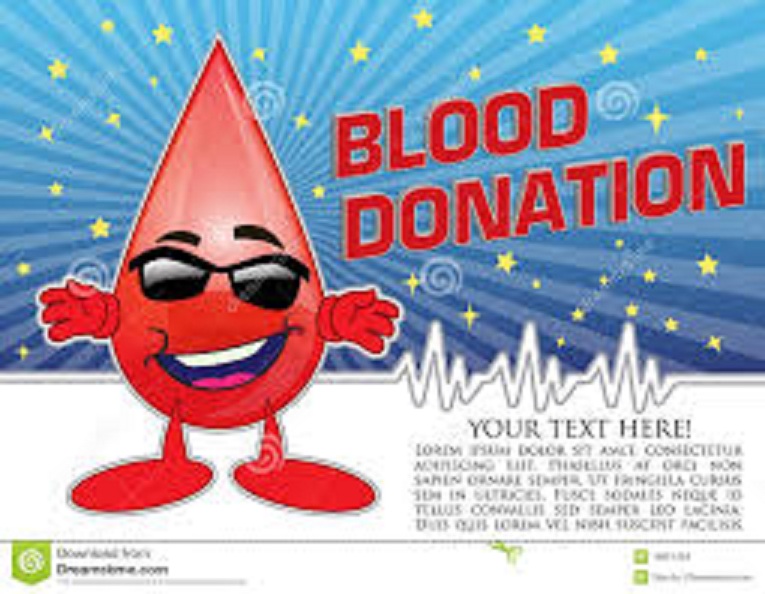 BLOOD
DONATION
YOUR TEXT HERE!
LOREM IPSUM DOLOR SIT AMET, CONSECTETUR
ADIPISCING ELIT. PHASELLUS AT ORCI NON
SAPIEN ORNARE SEMPER. UT FRINGILLA CURSUS
SEM IN ULTRICIES. FUSCE SODALES NEQUE ID
TELLUS CONVALLIS SED SEMPER LEO LACINIA.
DUIS QUIS LOREM VEL NIBH SUSCIPIT FACILISIS.
Download from
Dreamstime.com